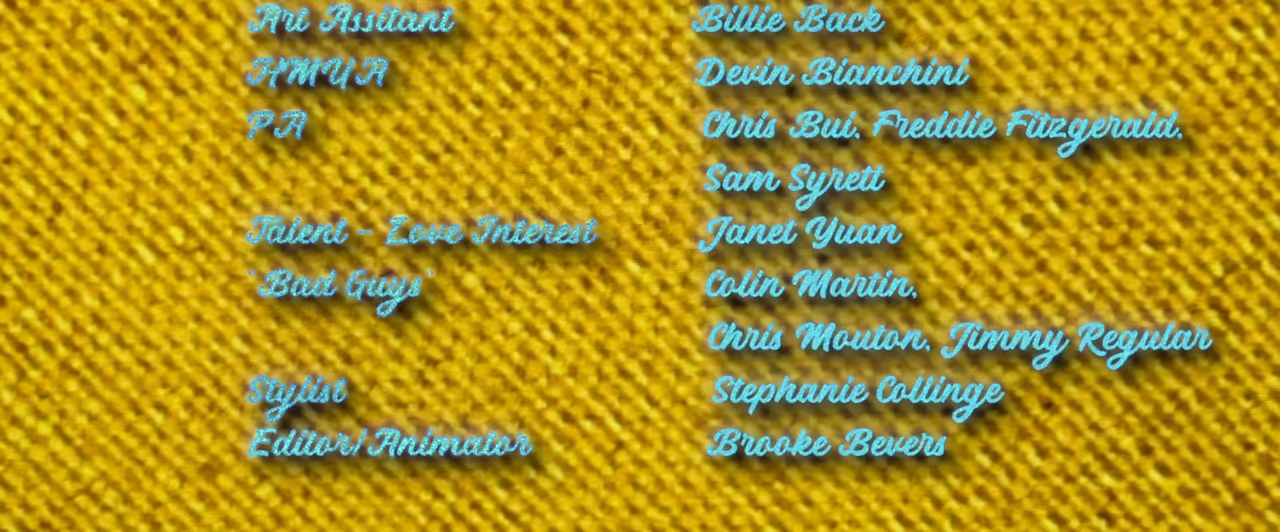 Art Assitant Billie Back
HMUA Devin Bianchini
PA Chris Bui, Freddie Fitzgerald,
Sam Syrett
Talent - Love Interest Janet Yuan
"Bad Guys" Colin Martin,
Chris Mouton, Jimmy Regular
Stylist Stephanie Collinge
Editor/Animator Brooke Bevers